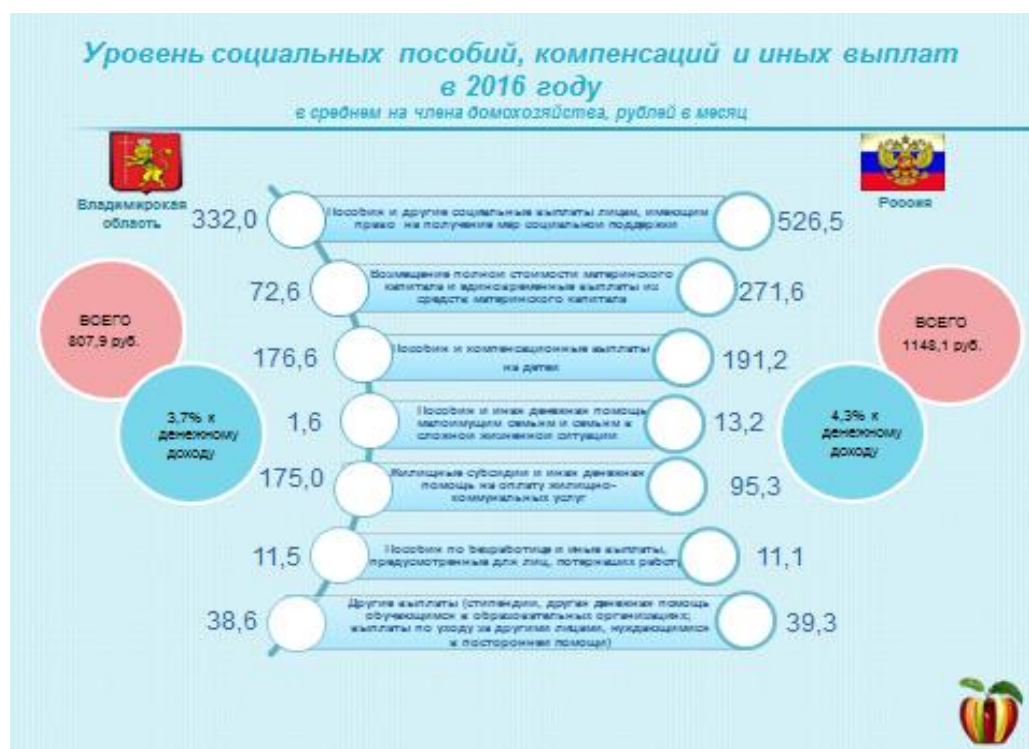 Уровень социальных пособий, компенсаций и иных выплат
в 2016 году
в среднем на члена домохозяйства, рублей в месяц
Владимирская
область
Россия
332,0
Пособия и другие социальные выплаты лицам, имеющим
право на получение мер социальной поддержки
526,5
72,6
Возмещение полной стоимости материнского
капитала и единовременные выплаты из
средств материнского капитала
271,6
ВСЕГО
807,9 руб.
ВСЕГО
1148,1 руб.
176,6
Пособия и компенсационные выплаты
на детей
191,2
3,7% к
денежному
доходу
1,6
Пособия и иная денежная помощь
малоимущим семьям и семьям в
сложной жизненной ситуации
13,2
4,3% к
денежному
доходу
175,0
Жилищные субсидии и иная денежная
помощь на оплату жилищно-
коммунальных услуг
95,3
11,5
Пособия по безработице и иные выплаты,
предусмотренные для лиц, потерявших работу
11,1
38,6
Другие выплаты (стипендии, другая денежная помощь
обучающимся в образовательных организациях;
выплаты по уходу за другими лицами, нуждающимися
в посторонней помощи)
39,3